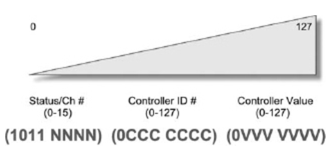 0 127
Status/Ch # Controller ID # Controller Value
(0-15) (0-127) (0-127)
(1011 NNNN) (0CCC CCCC) (0VVV VVVV)